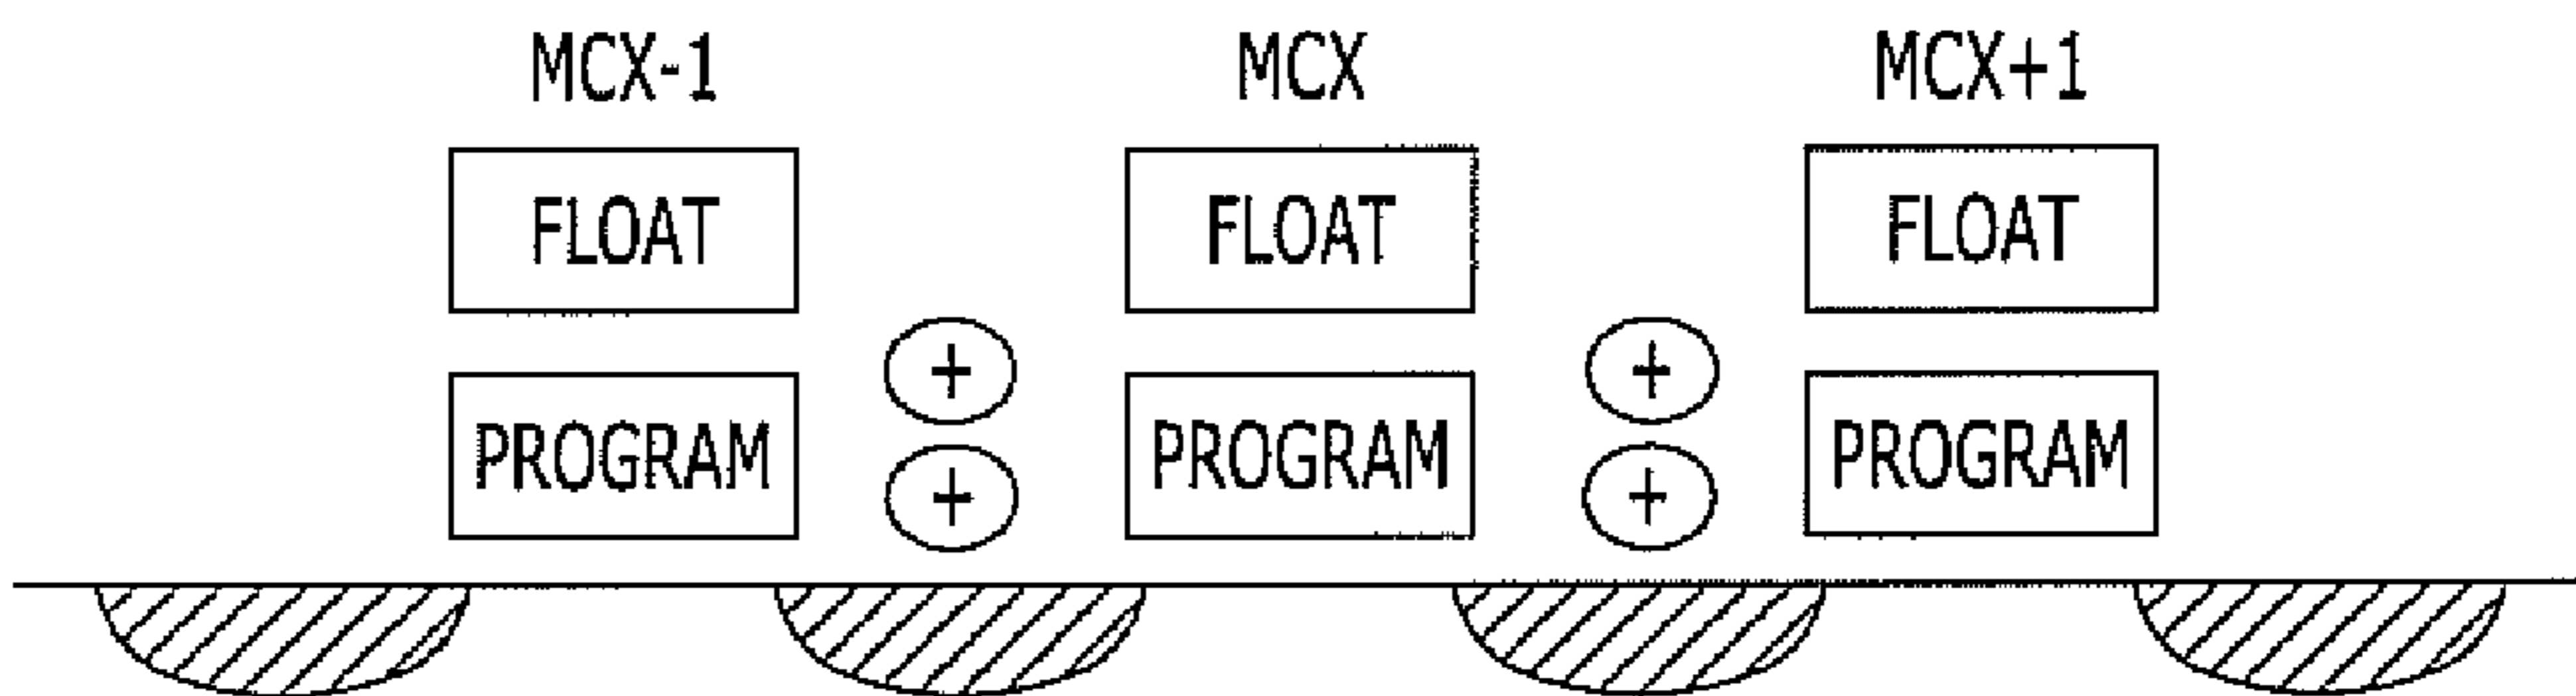 MCX-1 MCX MCX+1
FLOAT FLOAT FLOAT
+ +
PROGRAM PROGRAM PROGRAM
+ +